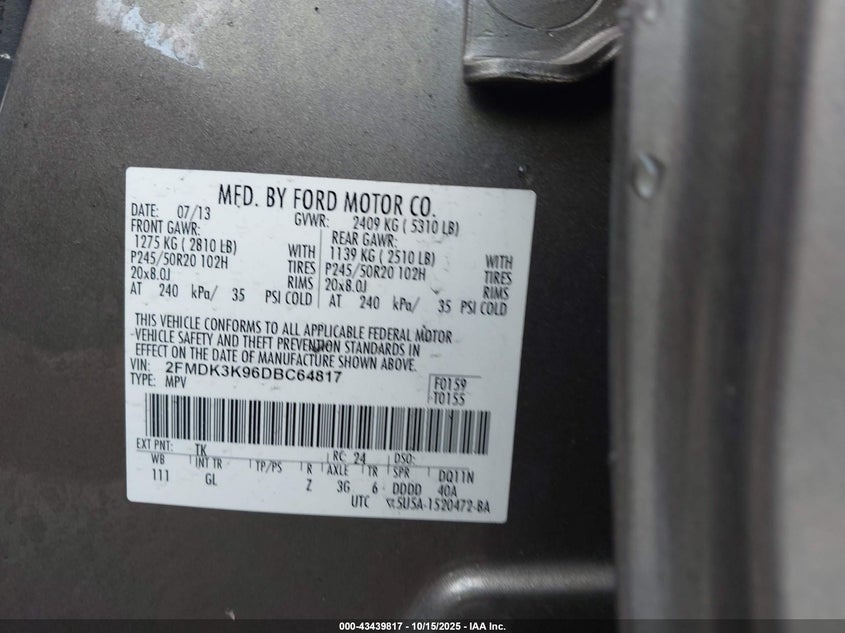 MFD. BY FORD MOTOR CO.
DATE: 07/13 GVWR: 2409 KG ( 5310 LB)
FRONT GAWR: REAR GAWR:
1275 KG ( 2810 LB) WITH 1139 KG ( 2510 LB) WITH
P245/50R20 102H TIRES P245/50R20 102H TIRES
20x8.0J RIMS 20x8.0J RIMS
AT 240 kPa/ 35 PSI COLD AT 240 kPa/ 35 PSI COLD
THIS VEHICLE CONFORMS TO ALL APPLICABLE FEDERAL MOTOR
VEHICLE SAFETY AND THEFT PREVENTION STANDARDS IN
EFFECT ON THE DATE OF MANUFACTURE SHOWN ABOVE.
VIN: 2FMDK3K96DBC64817
TYPE: MPV
F0159
T0155
EXT PNT: TK RC: 24 DSO:
WB INT TR TP/PS R AXLE TR SPR DQ11N
111 GL Z 3G 6 DDDD 40A
UTC 5U5A-1520472-BA
000-43439817 - 10/15/2025 - IAA Inc.